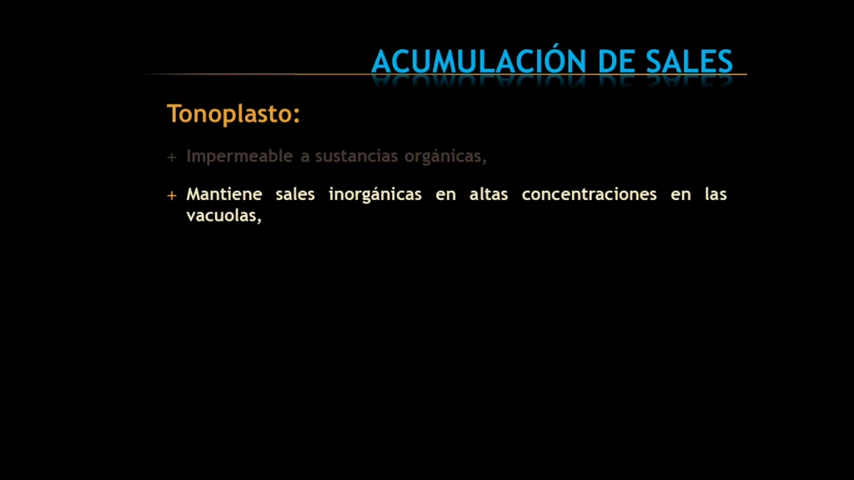 ACUMULACIÓN DE SALES
Tonoplasto:
+ Impermeable a sustancias orgánicas,
+ Mantiene sales inorgánicas en altas concentraciones en las
vacuolas,